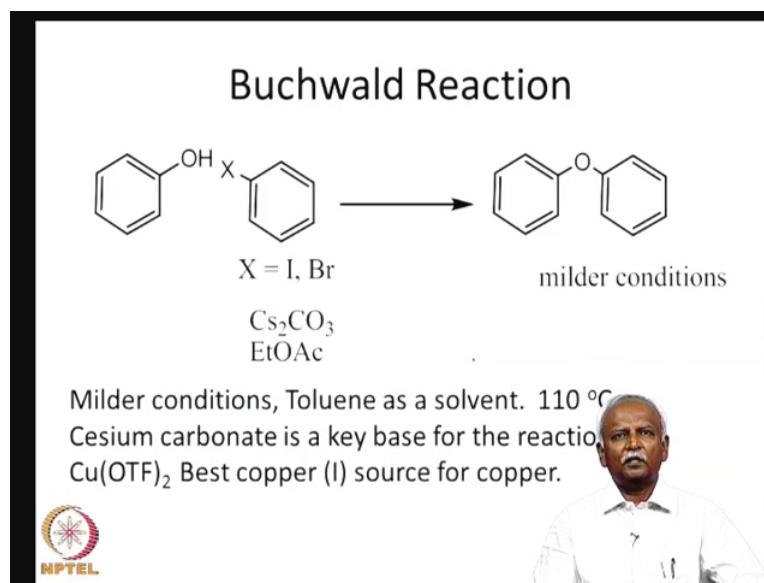 Buchwald Reaction
OH X O
X = I, Br
milder conditions
Cs₂CO₃
EtOAc
Milder conditions, Toluene as a solvent. 110 ºC
Cesium carbonate is a key base for the reactio
Cu(OTF)₂ Best copper (I) source for copper.
NPTEL